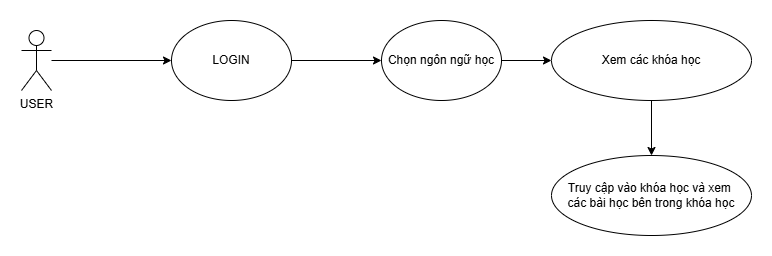 USER
LOGIN
Chọn ngôn ngữ học
Xem các khóa học
Truy cập vào khóa học và xem
các bài học bên trong khóa học